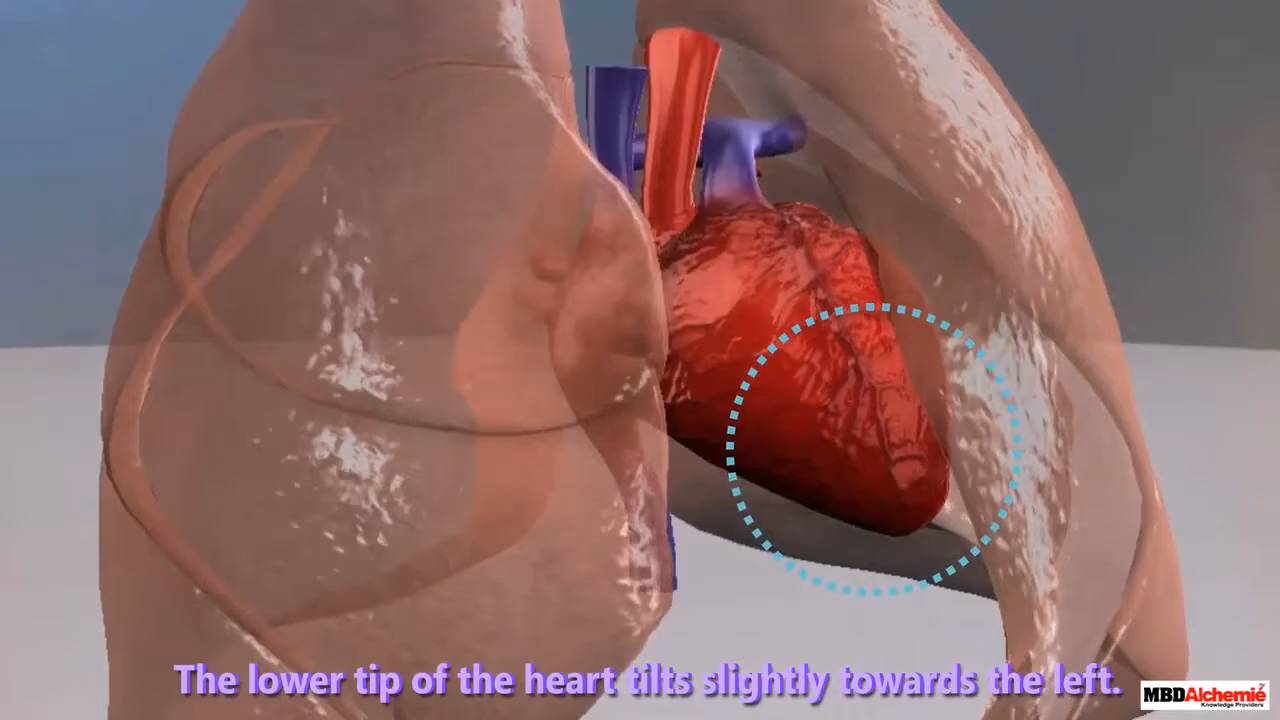 The lower tip of the heart tilts slightly towards the left.
MBDAlchemie
Knowledge Providers